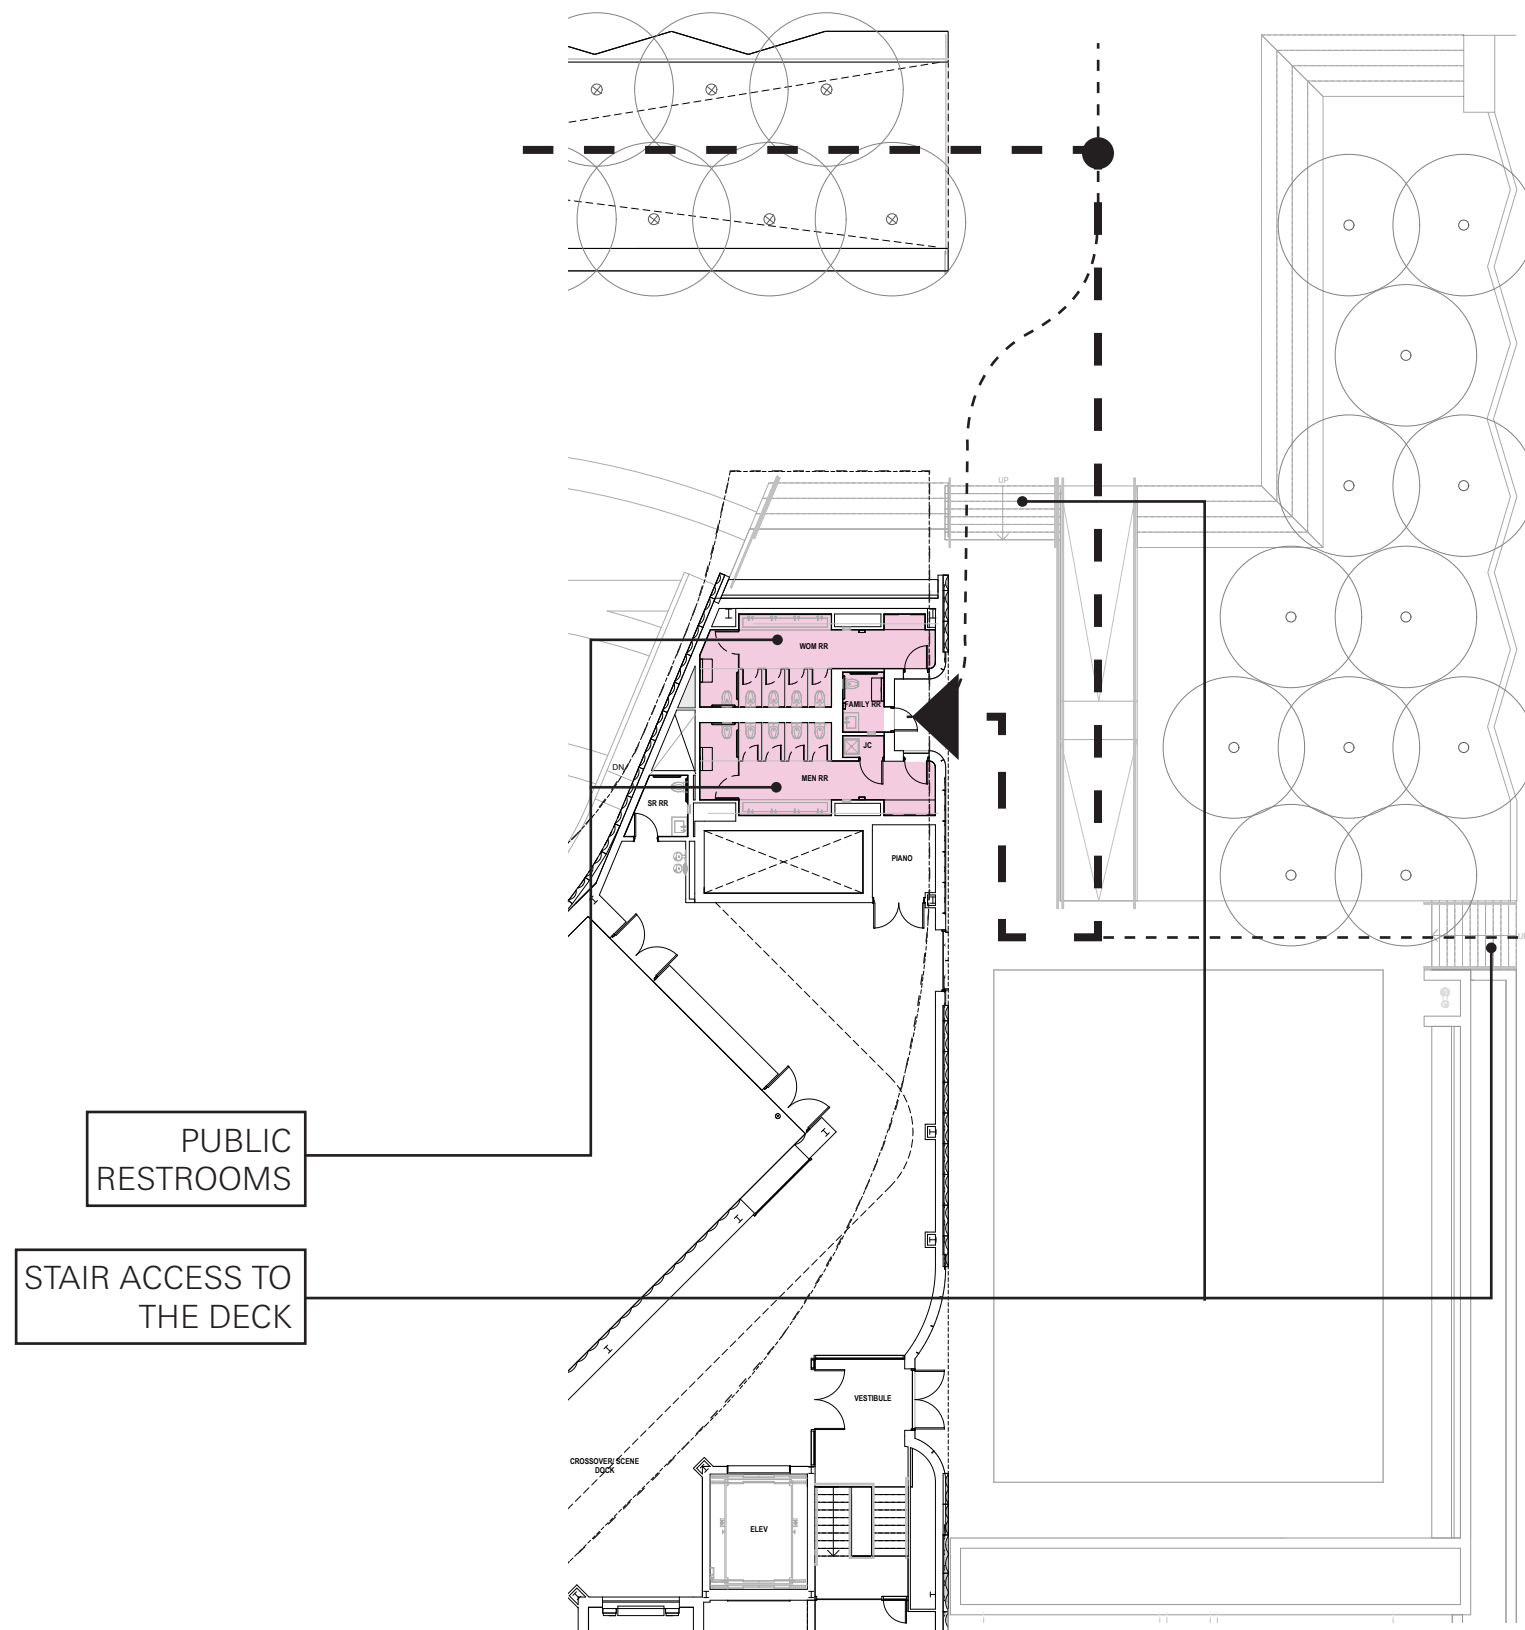 UP
WOM RR
FAMILY RR
JC
DN
MEN RR
SR RR
PIANO
UP
PUBLIC
RESTROOMS
STAIR ACCESS TO
THE DECK
VESTIBULE
CROSSOVER/ SCENE
DOCK
ELEV